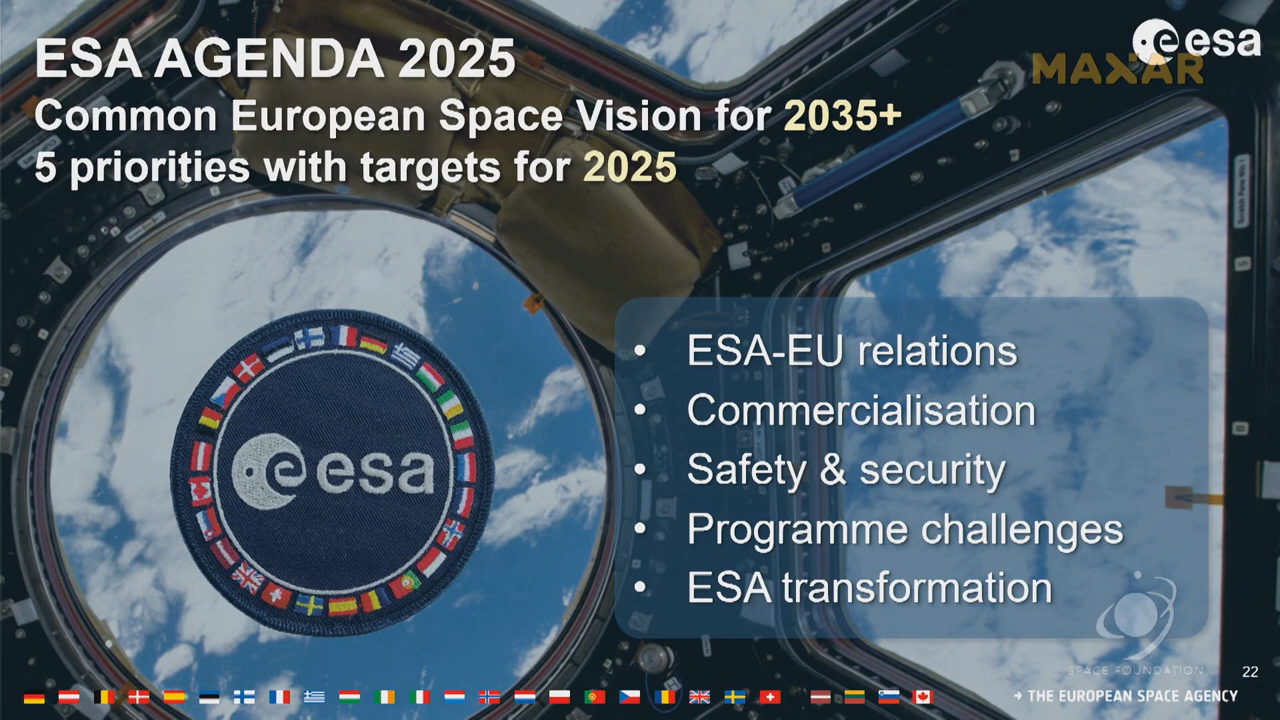 ESA AGENDA 2025
Common European Space Vision for 2035+
5 priorities with targets for 2025
esa
MAXAR
esa
• ESA-EU relations
• Commercialisation
• Safety & security
• Programme challenges
• ESA transformation
SPACE FOUNDATION
22
→ THE EUROPEAN SPACE AGENCY